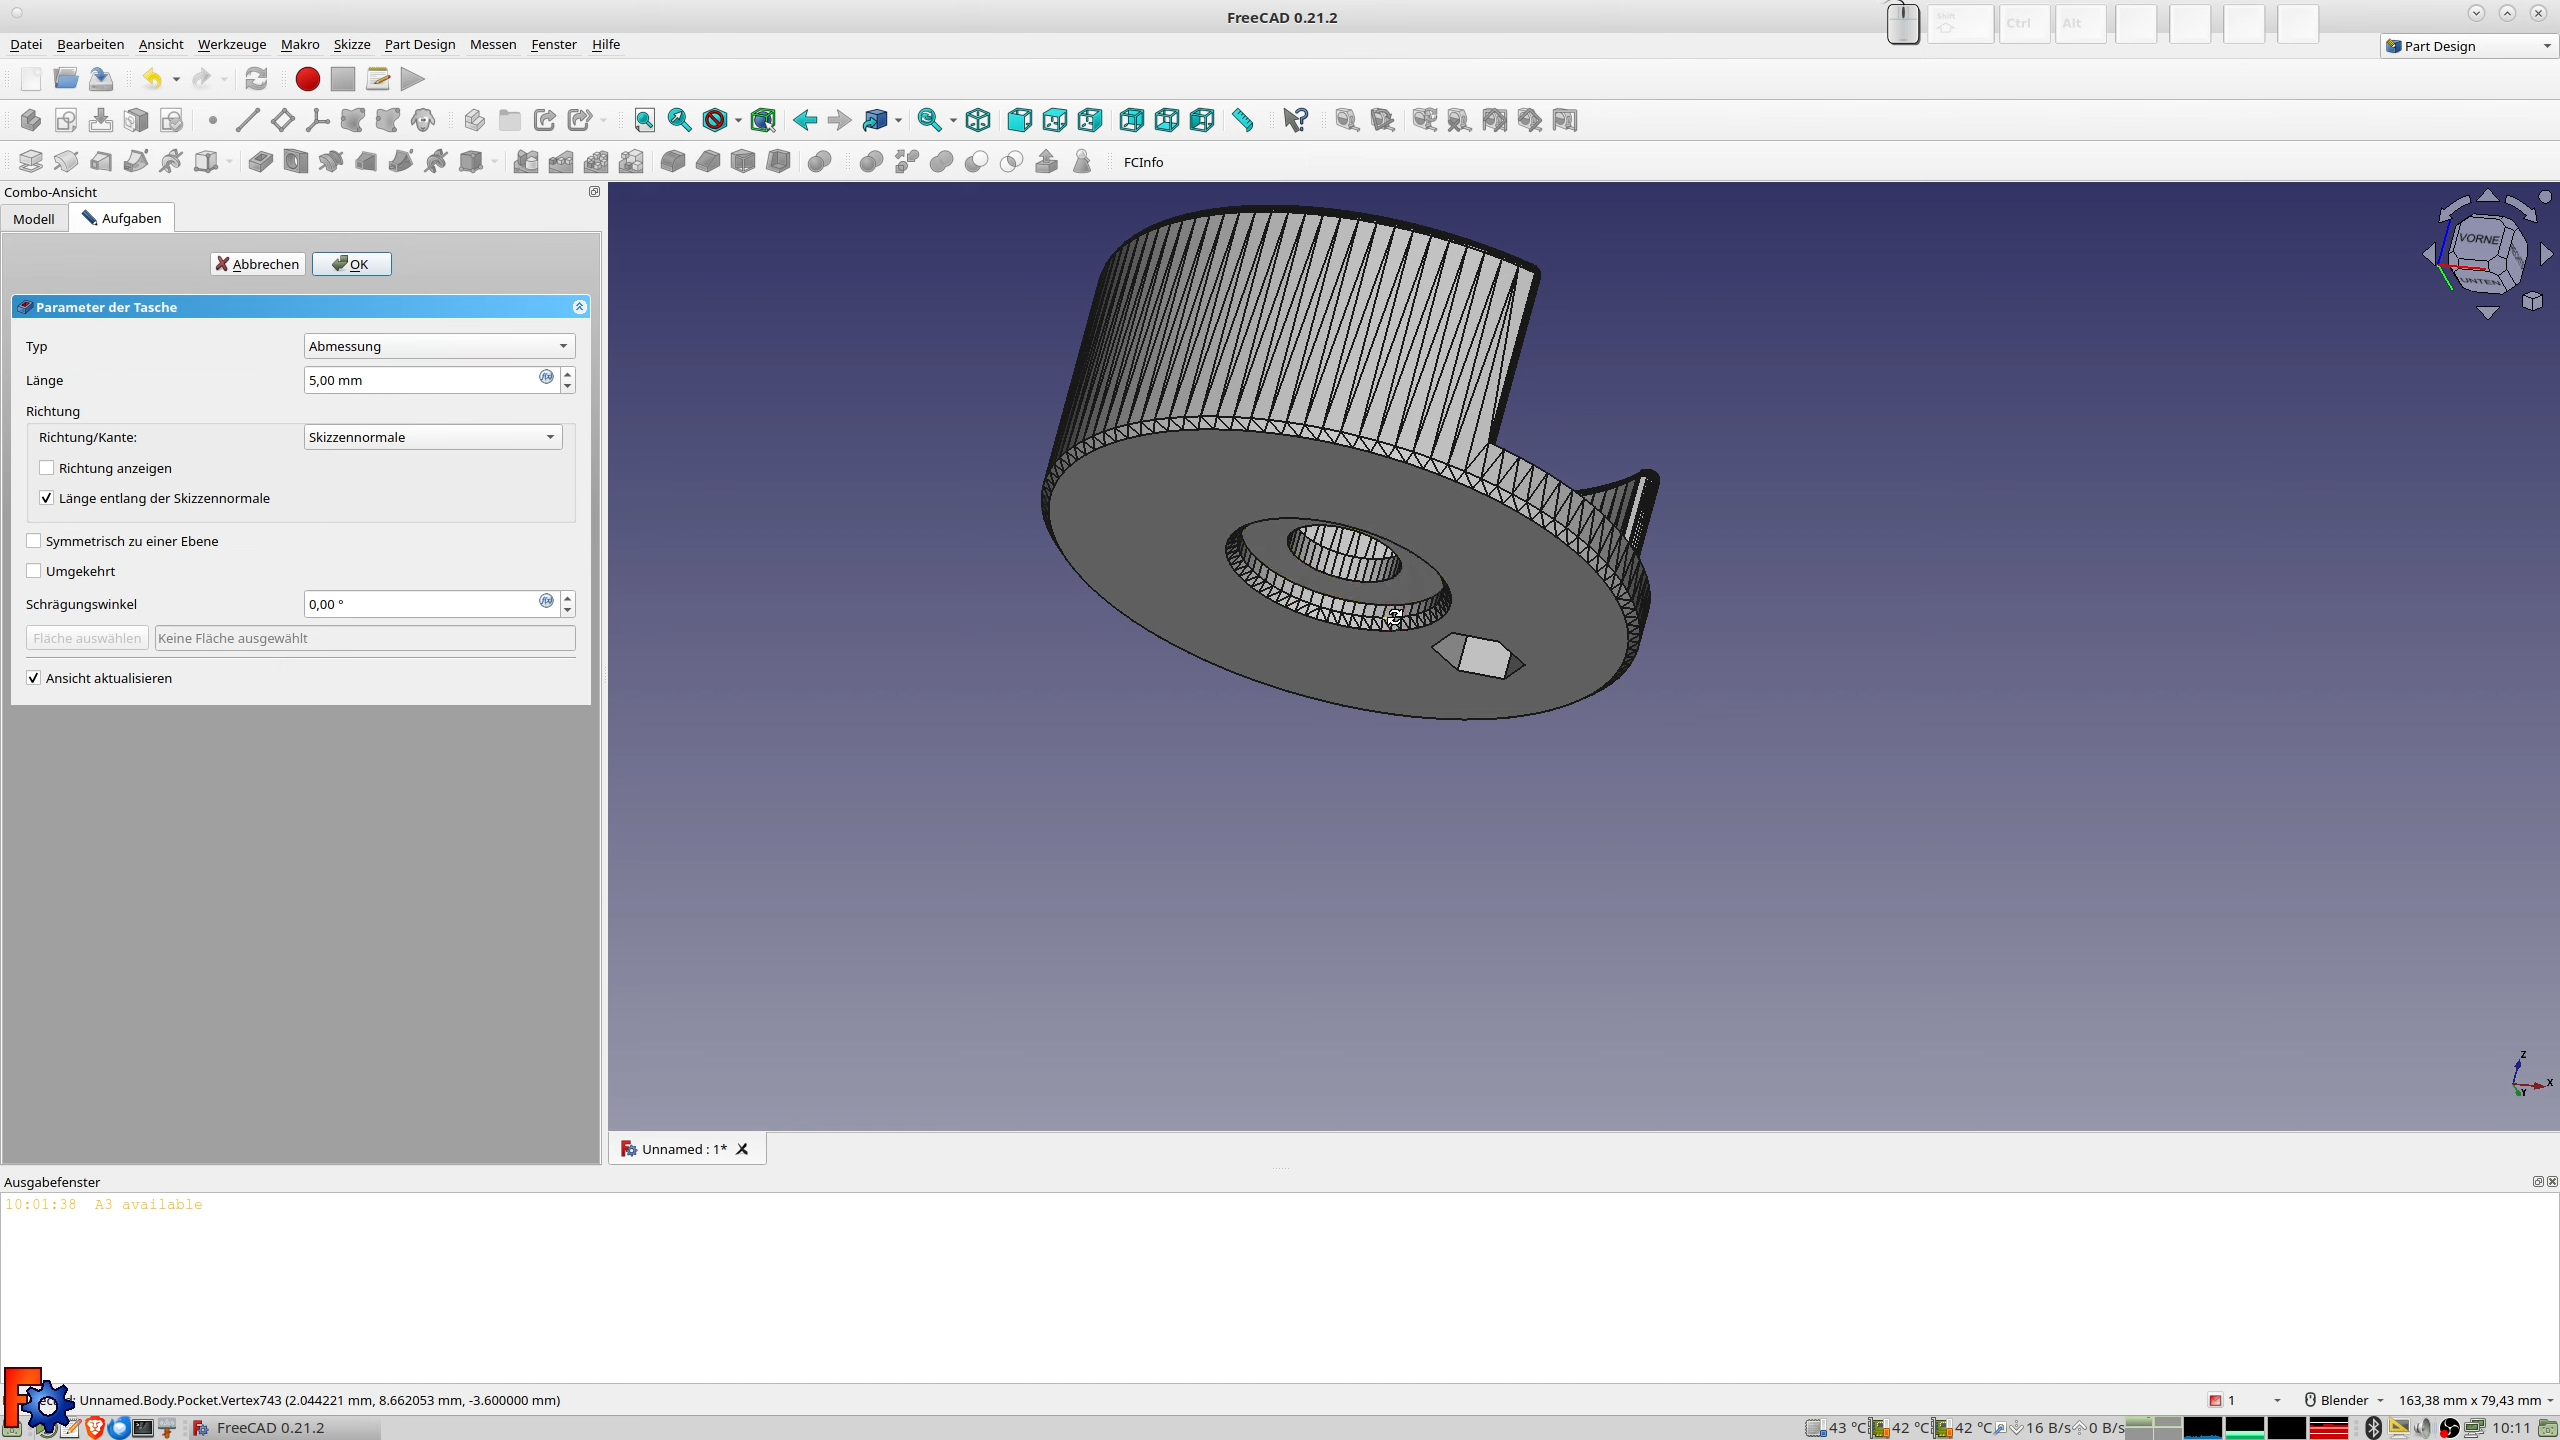 FreeCAD 0.21.2
Shift Ctrl Alt
Datei Bearbeiten Ansicht Werkzeuge Makro Skizze Part Design Messen Fenster Hilfe
Part Design
FCInfo
Combo-Ansicht
Modell Aufgaben
Abbrechen OK
Parameter der Tasche
Typ Abmessung
Länge 5,00 mm
Richtung
Richtung/Kante: Skizzennormale
Richtung anzeigen
Länge entlang der Skizzennormale
Symmetrisch zu einer Ebene
Umgekehrt
Schrägungswinkel 0,00 °
Fläche auswählen Keine Fläche ausgewählt
Ansicht aktualisieren
VORNE
UNTEN
Z
X
Y
Unnamed : 1*
Ausgabefenster
10:01:38 A3 available
Unnamed.Body.Pocket.Vertex743 (2.044221 mm, 8.662053 mm, -3.600000 mm)
1 Blender 163,38 mm x 79,43 mm
FreeCAD 0.21.2
43 °C 42 °C 42 °C 16 B/s 0 B/s 10:11